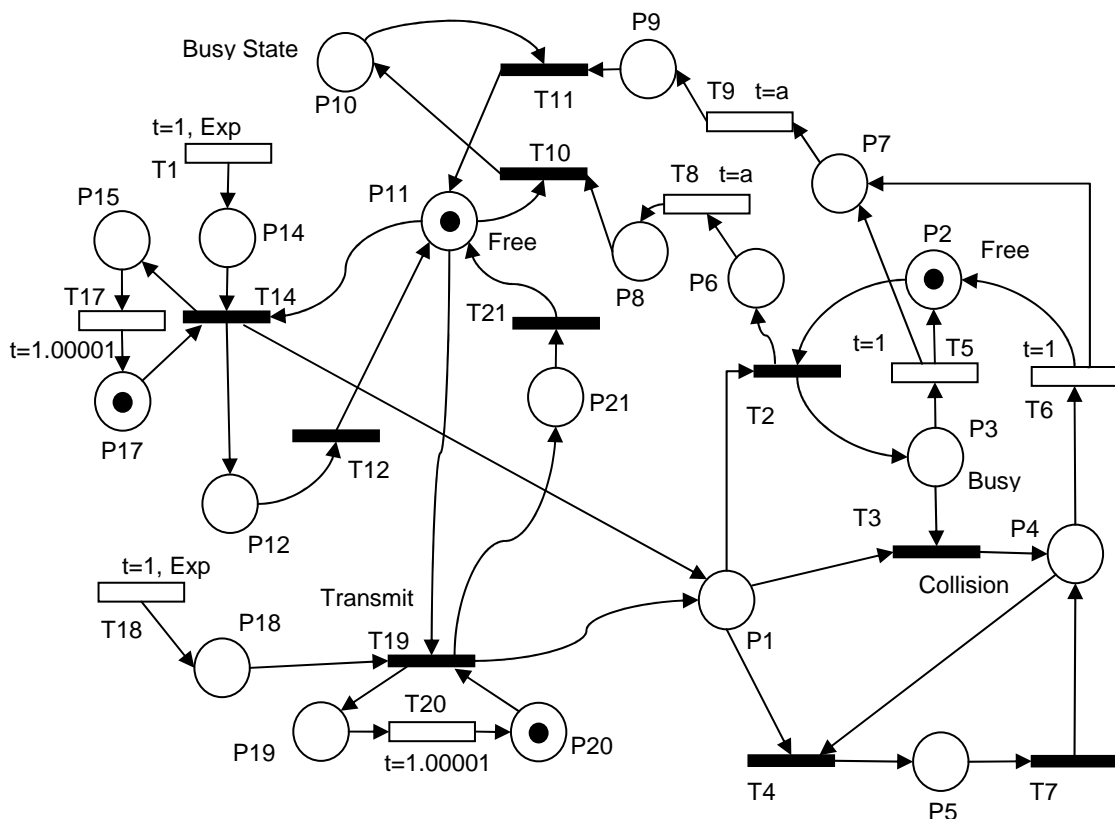 P9
Busy State
T11
T9 t=a
P10
t=1, Exp
P7
T10
T1
T8 t=a
P11
P15
P14
P2
Free
Free
P6
P8
T17
T14
T21
t=1
T5
t=1
t=1.00001
P21
T2
T6
P3
P17
T12
Busy
T3
P4
P12
t=1, Exp
Collision
Transmit
P18
P1
T18
T19
T20
P19
P20
t=1.00001
T4
T7
P5